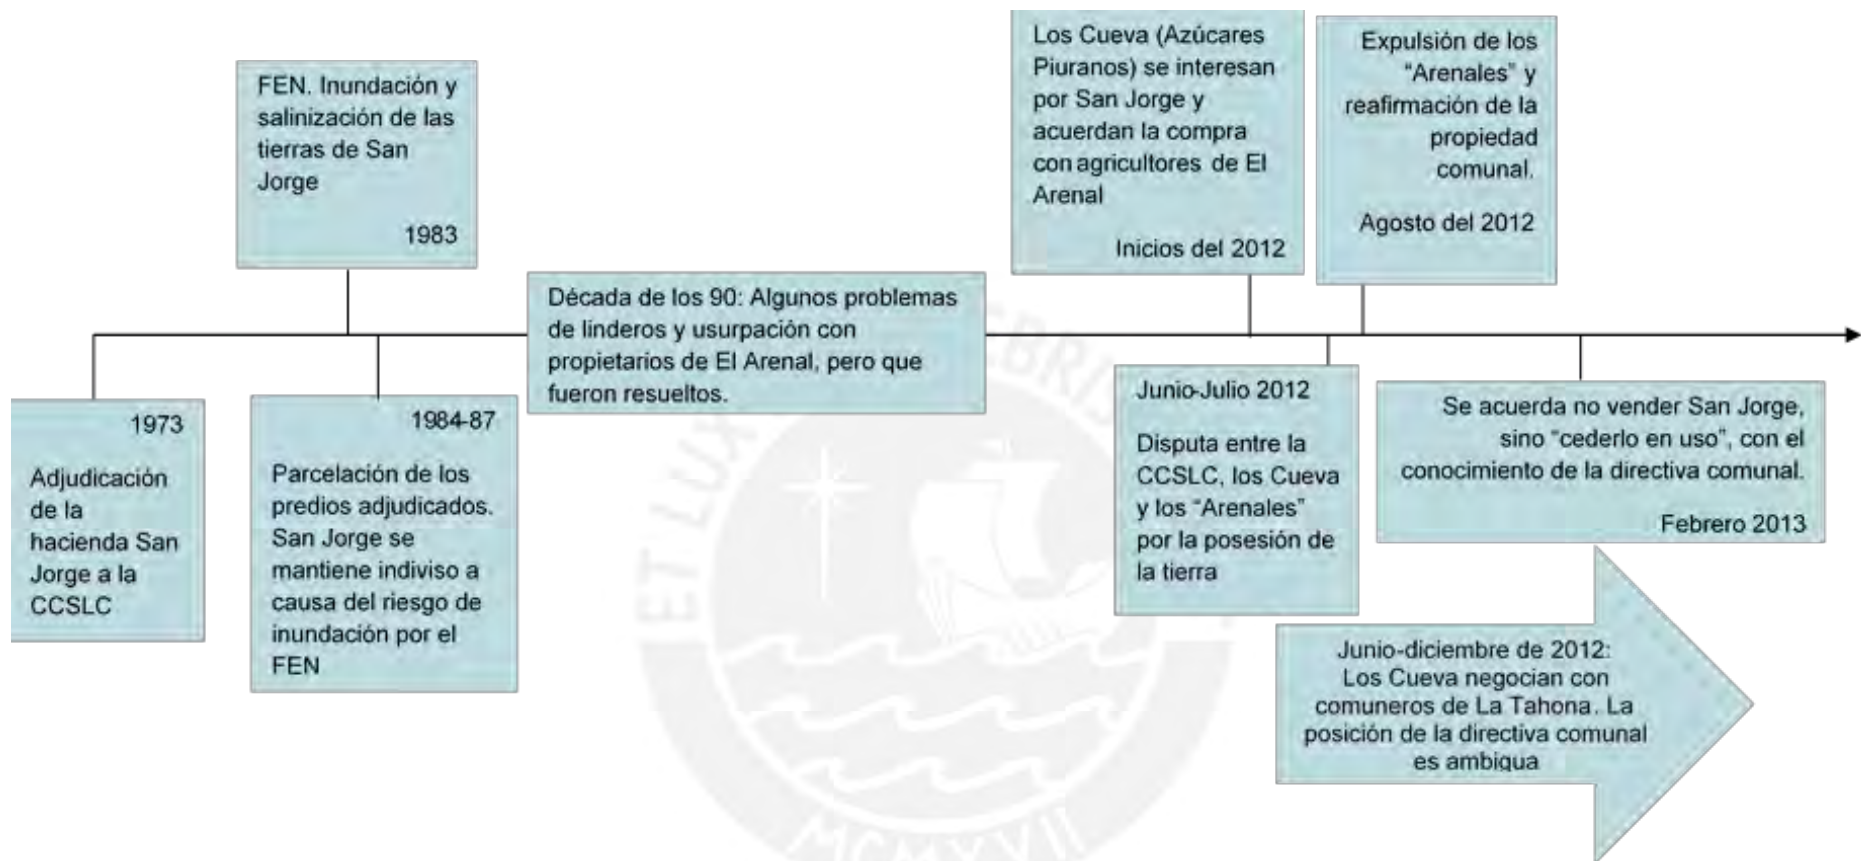 FEN. Inundación y
salinización de las
tierras de San
Jorge
1983
Los Cueva (Azúcares
Piuranos) se interesan
por San Jorge y
acuerdan la compra
con agricultores de El
Arenal
Inicios del 2012
Expulsión de los
“Arenales” y
reafirmación de la
propiedad
comunal.
Agosto del 2012
Década de los 90: Algunos problemas
de linderos y usurpación con
propietarios de El Arenal, pero que
fueron resueltos.
1973
Adjudicación
de la
hacienda San
Jorge a la
CCSLC
1984-87
Parcelación de los
predios adjudicados.
San Jorge se
mantiene indiviso a
causa del riesgo de
inundación por el
FEN
Junio-Julio 2012
Disputa entre la
CCSLC, los Cueva
y los “Arenales”
por la posesión de
la tierra
Se acuerda no vender San Jorge,
sino “cederlo en uso”, con el
conocimiento de la directiva comunal.
Febrero 2013
Junio-diciembre de 2012:
Los Cueva negocian con
comuneros de La Tahona. La
posición de la directiva comunal
es ambigua
ET LUX
MCMXVII